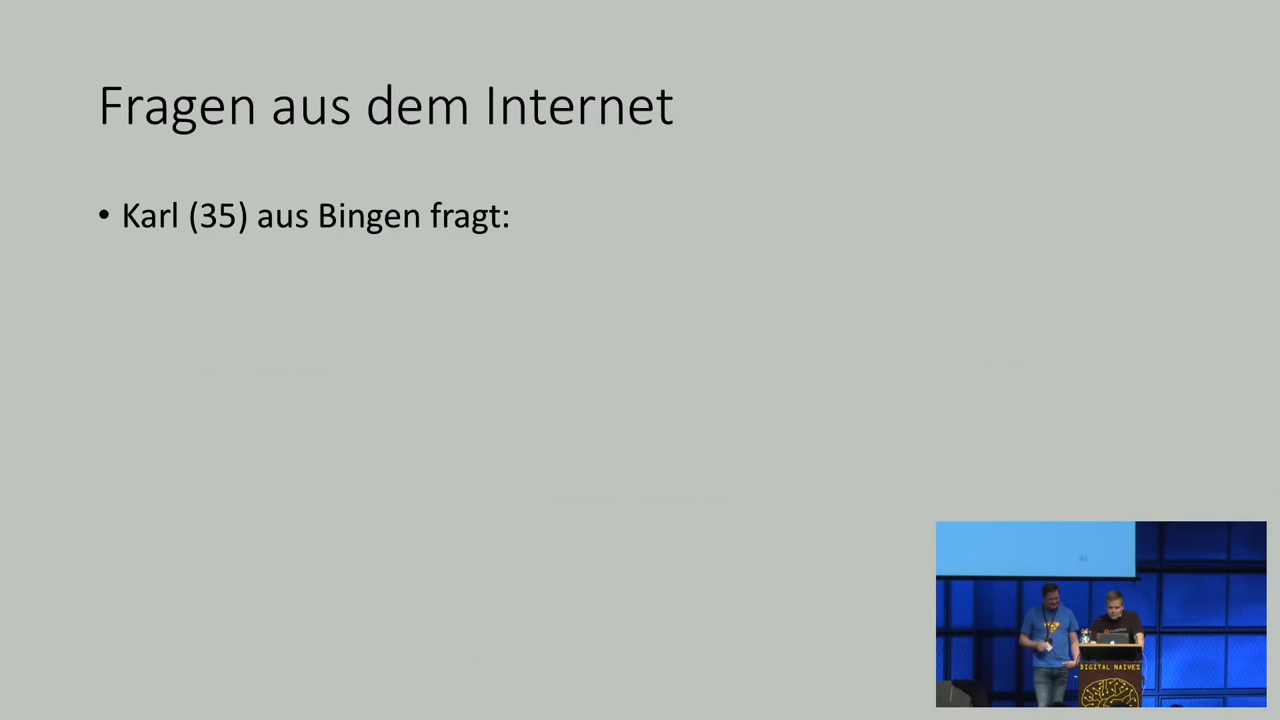 Fragen aus dem Internet
• Karl (35) aus Bingen fragt:
DIGITAL NAIVES